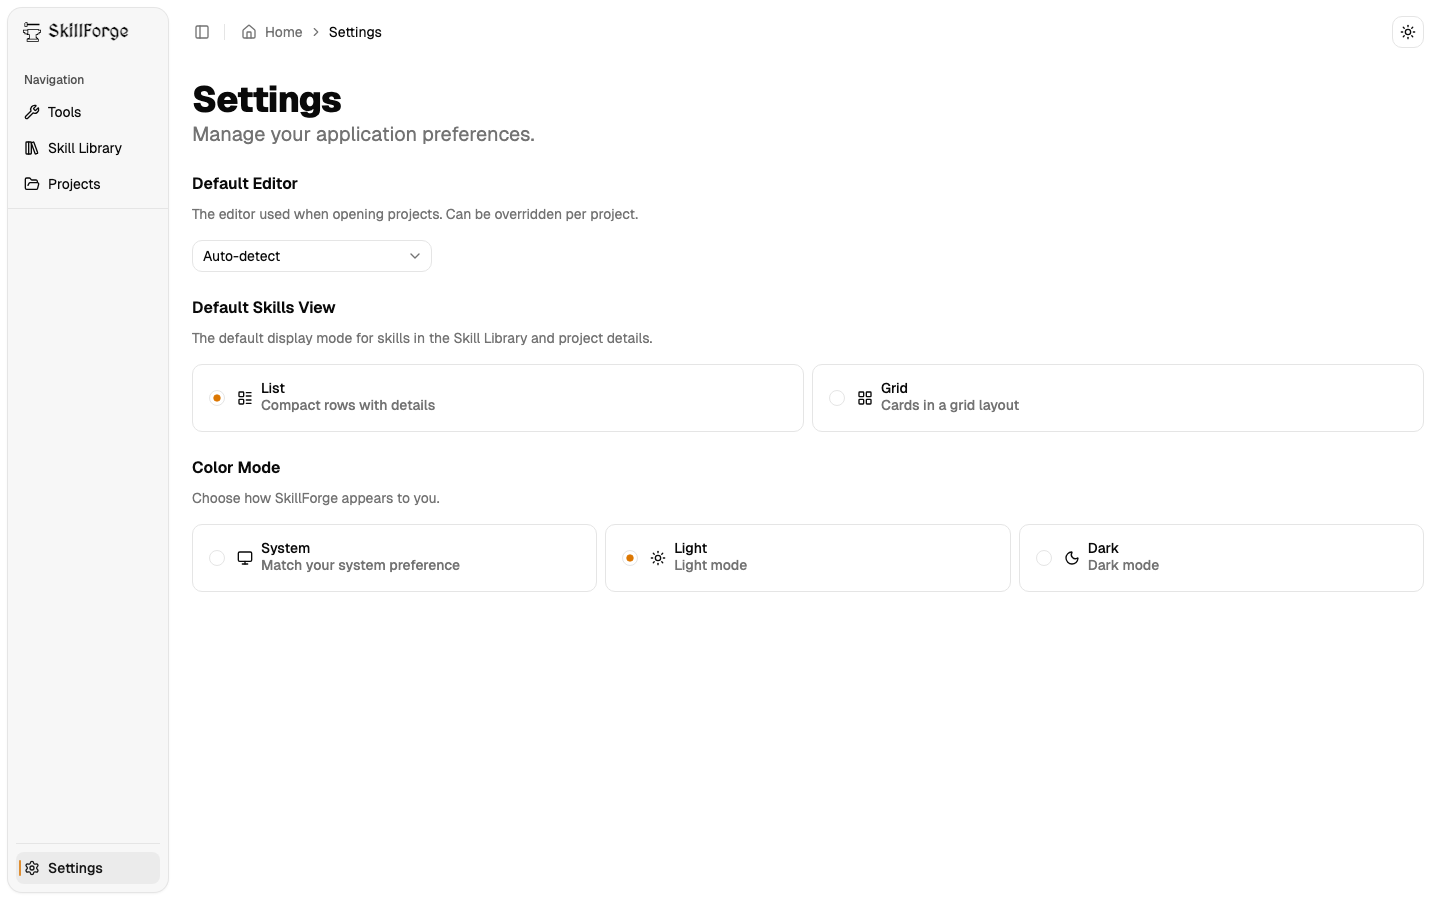 SkillForge
Navigation
Tools
Skill Library
Projects
Settings
Home
Settings
Settings
Manage your application preferences.
Default Editor
The editor used when opening projects. Can be overridden per project.
Auto-detect
Default Skills View
The default display mode for skills in the Skill Library and project details.
List
Compact rows with details
Grid
Cards in a grid layout
Color Mode
Choose how SkillForge appears to you.
System
Match your system preference
Light
Light mode
Dark
Dark mode